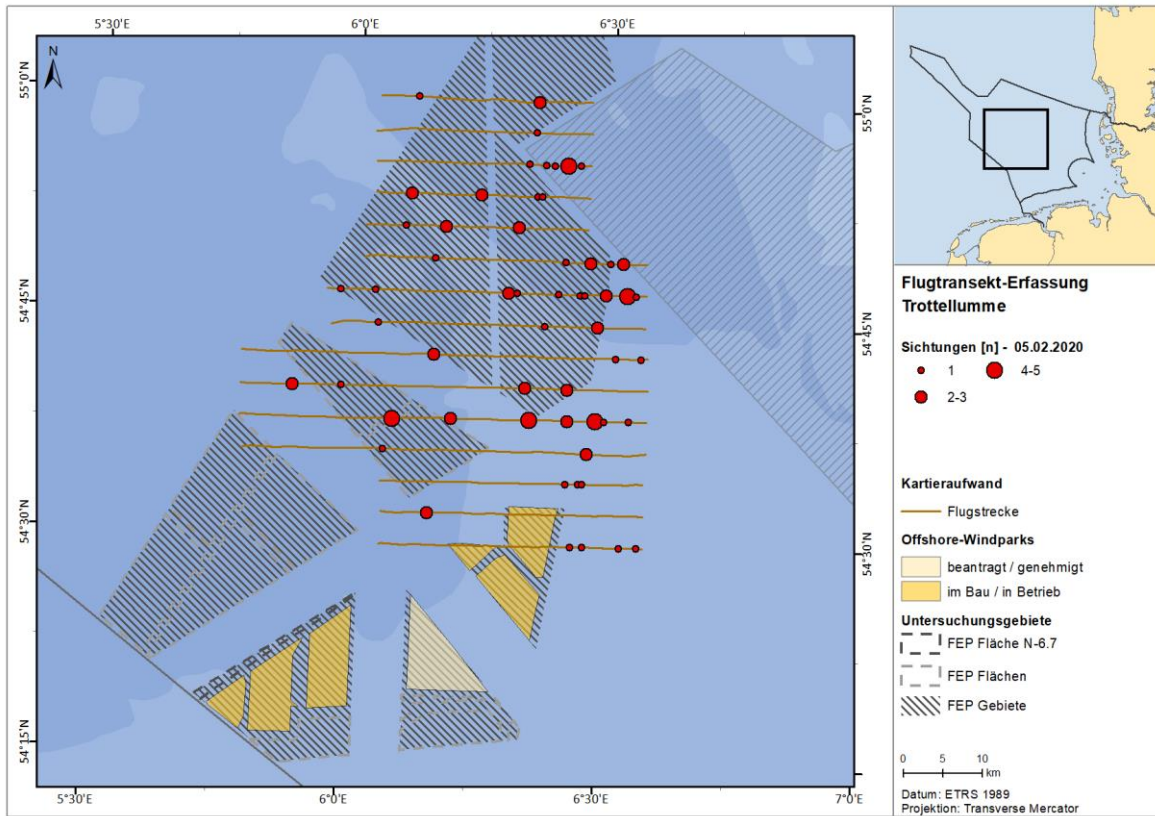 5°30'E 6°0'E 6°30'E
N
55°0'N
55°0'N
54°45'N
54°45'N
54°30'N
54°30'N
54°15'N
5°30'E 6°0'E 6°30'E 7°0'E
Flugtransekt-Erfassung
Trottellumme
Sichtungen [n] - 05.02.2020
1 4-5
2-3
Kartieraufwand
Flugstrecke
Offshore-Windparks
beantragt / genehmigt
im Bau / in Betrieb
Untersuchungsgebiete
FEP Fläche N-6.7
FEP Flächen
FEP Gebiete
0 5 10
km
Datum: ETRS 1989
Projektion: Transverse Mercator